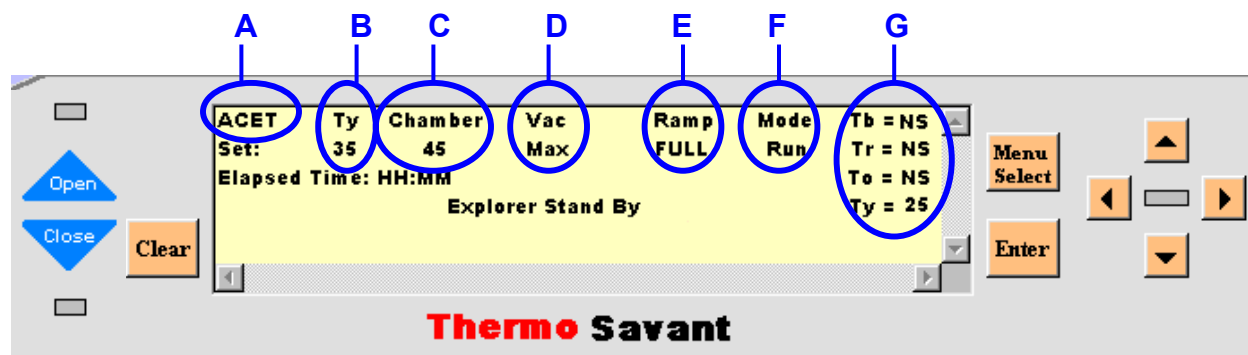 A B C D E F G
ACET Ty Chamber Vac Ramp Mode Tb = NS
Set: 35 45 Max FULL Run Tr = NS
Elapsed Time: HH:MM To = NS
Explorer Stand By Ty = 25
Open
Close
Clear
Menu
Select
Enter
Thermo Savant